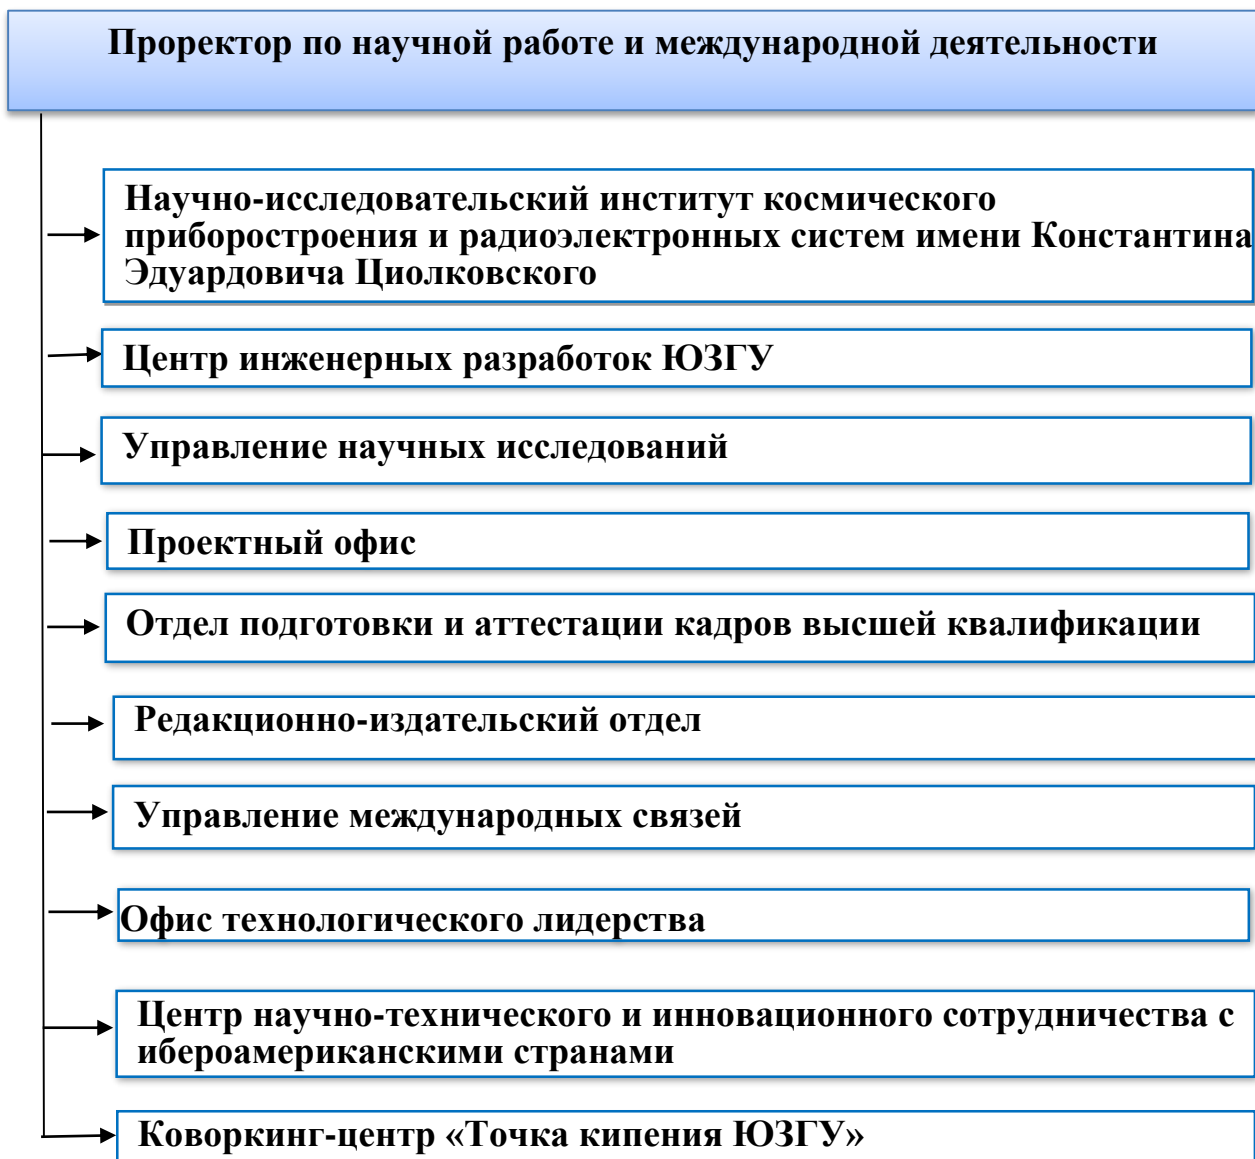 Проректор по научной работе и международной деятельности
Научно-исследовательский институт космического
приборостроения и радиоэлектронных систем имени Константина
Эдуардовича Циолковского
Центр инженерных разработок ЮЗГУ
Управление научных исследований
Проектный офис
Отдел подготовки и аттестации кадров высшей квалификации
Редакционно-издательский отдел
Управление международных связей
Офис технологического лидерства
Центр научно-технического и инновационного сотрудничества с
ибероамериканскими странами
Коворкинг-центр «Точка кипения ЮЗГУ»